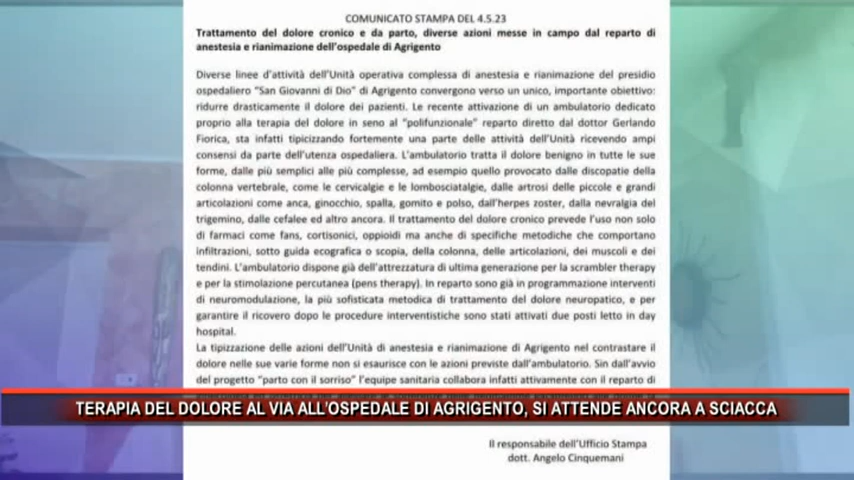 COMUNICATO STAMPA DEL 4.5.23
Trattamento del dolore cronico e da parto, diverse azioni messe in campo dal reparto di
anestesia e rianimazione dell'ospedale di Agrigento
Diverse linee d'attività dell'Unità operativa complessa di anestesia e rianimazione del presidio
ospedaliero "San Giovanni di Dio" di Agrigento convergono verso un unico, importante obiettivo:
ridurre drasticamente il dolore dei pazienti. Le recente attivazione di un ambulatorio dedicato
proprio alla terapia del dolore in seno al "polifunzionale" reparto diretto dal dottor Gerlando
Fiorica, sta infatti tipicizzando fortemente una parte delle attività dell'Unità ricevendo ampi
consensi da parte dell'utenza ospedaliera. L'ambulatorio tratta il dolore benigno in tutte le sue
forme, dalle più semplici alle più complesse, ad esempio quello provocato dalle discopatie della
colonna vertebrale, come le cervicalgie e le lombosciatalgie, dalle artrosi delle piccole e grandi
articolazioni come anca, ginocchio, spalla, gomito e polso, dall'herpes zoster, dalla nevralgia del
trigemino, dalle cefalee ed altro ancora. Il trattamento del dolore cronico prevede l'uso non solo
di farmaci come fans, cortisonici, oppioidi ma anche di specifiche metodiche che comportano
infiltrazioni, sotto guida ecografica o scopia, della colonna, delle articolazioni, dei muscoli e dei
tendini. L'ambulatorio dispone già dell'attrezzatura di ultima generazione per la scrambler therapy
e per la stimolazione percutanea (pens therapy). In reparto sono già in programmazione interventi
di neuromodulazione, la più sofisticata metodica di trattamento del dolore neuropatico, e per
garantire il ricovero dopo le procedure interventistiche sono stati attivati due posti letto in day
hospital.
La tipizzazione delle azioni dell'Unità di anestesia e rianimazione di Agrigento nel contrastare il
dolore nelle sue varie forme non si esaurisce con le azioni previste dall'ambulatorio. Sin dall'avvio
del progetto "parto con il sorriso" l'equipe sanitaria collabora infatti attivamente con il reparto di
TERAPIA DEL DOLORE AL VIA ALL'OSPEDALE DI AGRIGENTO, SI ATTENDE ANCORA A SCIACCA
Il responsabile dell'Ufficio Stampa
dott. Angelo Cinquemani